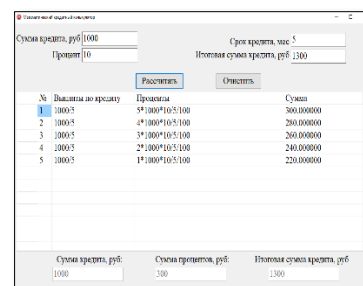 Сумма кредита, руб 1000
Срок кредита, мес 5
Процент 10
Итоговая сумма кредита, руб 1300
Рассчитать Очистить
№ Выплаты по кредиту Проценты Сумма
1 1000/5 5*1000*10/5/100 300.000000
2 1000/5 4*1000*10/5/100 280.000000
3 1000/5 3*1000*10/5/100 260.000000
4 1000/5 2*1000*10/5/100 240.000000
5 1000/5 1*1000*10/5/100 220.000000
Сумма кредита, руб: Сумма процентов, руб: Итоговая сумма кредита, руб
1000 300 1300